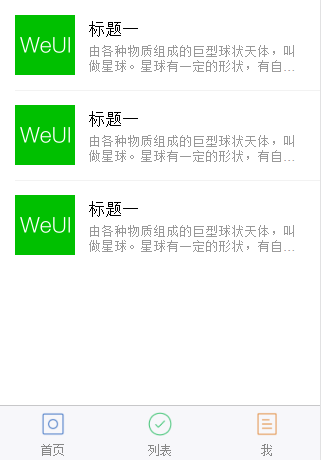 WeUI
标题一
由各种物质组成的巨型球状天体，叫
做星球。星球有一定的形状，有自...
WeUI
标题一
由各种物质组成的巨型球状天体，叫
做星球。星球有一定的形状，有自...
WeUI
标题一
由各种物质组成的巨型球状天体，叫
做星球。星球有一定的形状，有自...
首页 列表 我